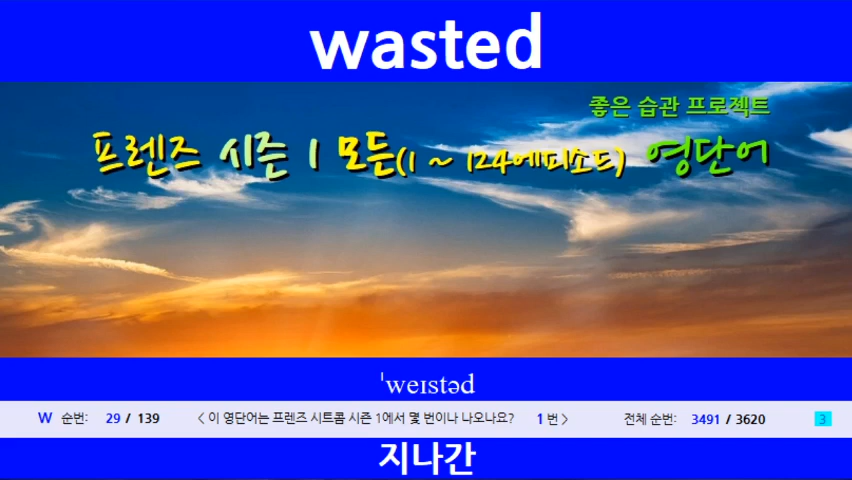 wasted
좋은 습관 프로젝트
프렌즈 시즌 1 모든(1 ~ 124에피소드) 영단어
ˈweɪstəd
W 순번: 29 / 139 < 이 영단어는 프렌즈 시트콤 시즌 1에서 몇 번이나 나오나요? 1 번 > 전체 순번: 3491 / 3620 3
지나간